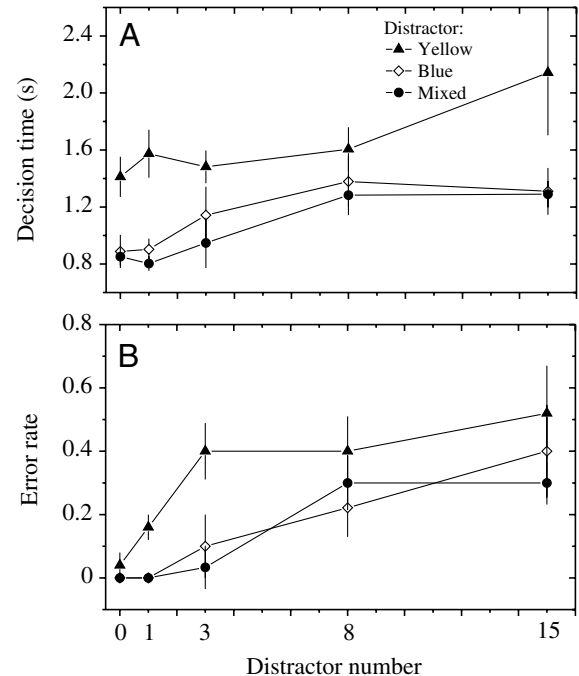 A
Distractor:
Yellow
Blue
Mixed
Decision time (s)
2.4
2.0
1.6
1.2
0.8
B
Error rate
0.8
0.6
0.4
0.2
0
0 1 3 8 15
Distractor number